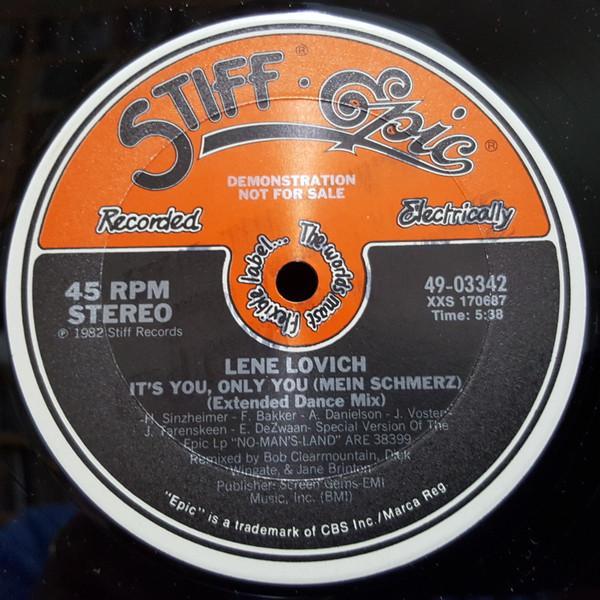 STIFF · Epic ®
®
DEMONSTRATION
NOT FOR SALE
Recorded Electrically
The worlds most flexible label...
45 RPM
STEREO
℗ 1982 Stiff Records
49-03342
XXS 170687
Time: 5:38
LENE LOVICH
IT'S YOU, ONLY YOU (MEIN SCHMERZ)
(Extended Dance Mix)
-H. Sinzheimer - F. Bakker - A. Danielson - J. Voster-
J. Tarenskeen - E. DeZwaan- Special Version Of The
Epic Lp "NO-MAN'S-LAND" ARE 38399
Remixed by Bob Clearmountain, Dick
Wingate, & Jane Brinton
Publisher- Screen Gems-EMI
Music, Inc. (BMI)
"Epic" is a trademark of CBS Inc./Marca Reg.